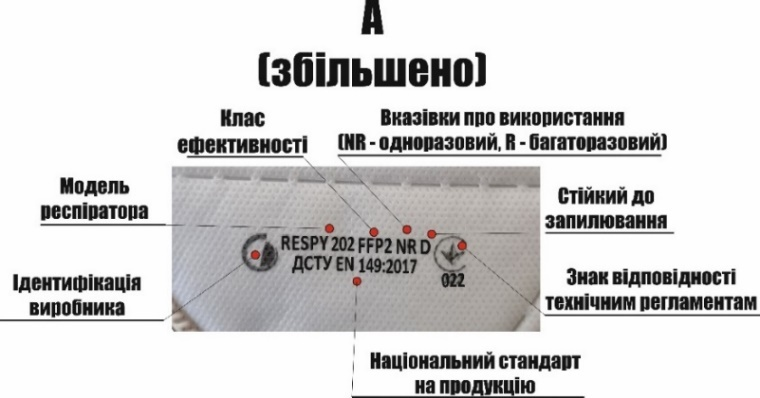 А
(збільшено)
Клас
ефективності
Вказівки про використання
(NR - одноразовий, R - багаторазовий)
Модель
респіратора
Стійкий до
запилювання
RESPY 202 FFP2 NR D
ДСТУ EN 149:2017
022
Ідентифікація
виробника
Знак відповідності
технічним регламентам
Національний стандарт
на продукцію